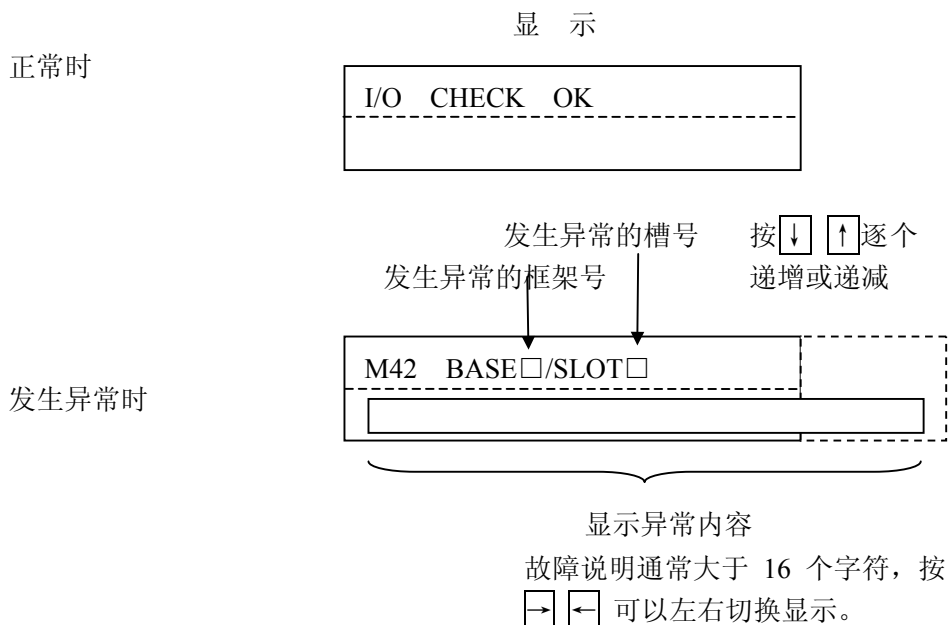 显 示
正常时
I/O CHECK OK
发生异常的槽号 按↓ ↑逐个
发生异常的框架号 递增或递减
M42 BASE□/SLOT□
发生异常时
显示异常内容
故障说明通常大于 16 个字符，按
→ ← 可以左右切换显示。